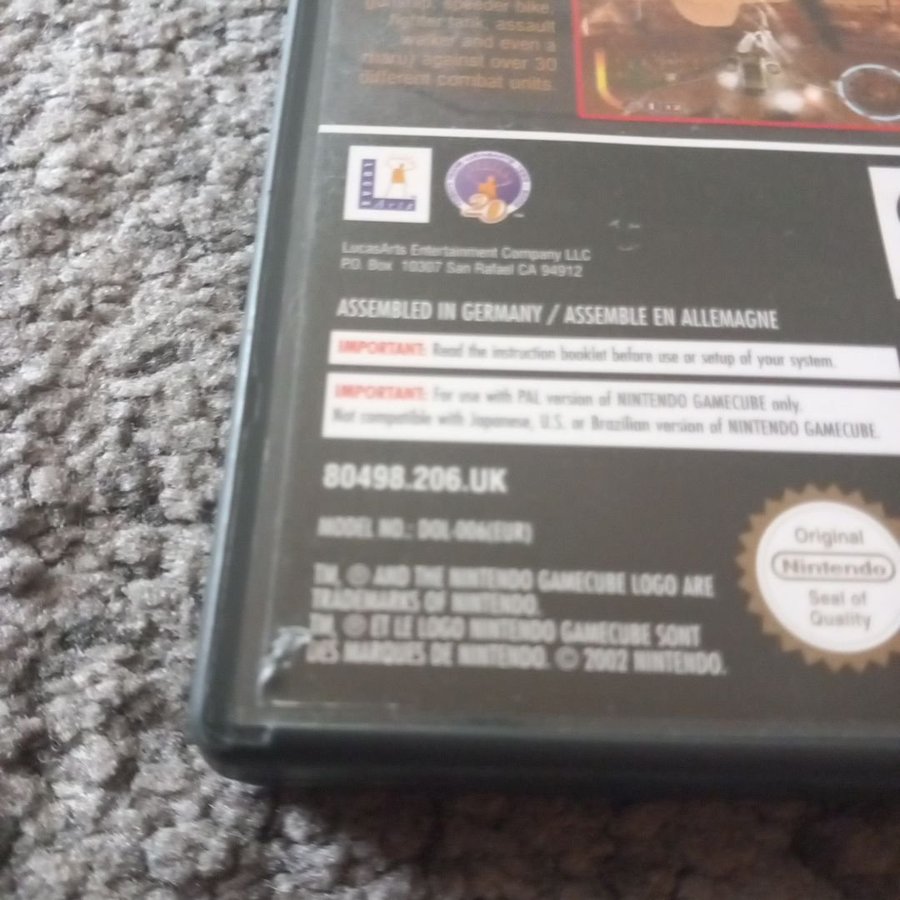 gunship, speeder bike,
fighter tank, assault
walker and even a
maru) against over 30
different combat units.
LUCAS
Arts
20
LucasArts Entertainment Company LLC
P.O. Box 10307 San Rafael CA 94912
ASSEMBLED IN GERMANY / ASSEMBLE EN ALLEMAGNE
IMPORTANT: Read the instruction booklet before use or setup of your system.
IMPORTANT: For use with PAL version of NINTENDO GAMECUBE only.
Not compatible with Japanese, U.S. or Brazilian version of NINTENDO GAMECUBE.
80498.206.UK
MODEL NO.: DOL-006(EUR)
TM, ® AND THE NINTENDO GAMECUBE LOGO ARE
TRADEMARKS OF NINTENDO.
TM, ® ET LE LOGO NINTENDO GAMECUBE SONT
DES MARQUES DE NINTENDO. © 2002 NINTENDO.
Original
Nintendo
Seal of
Quality